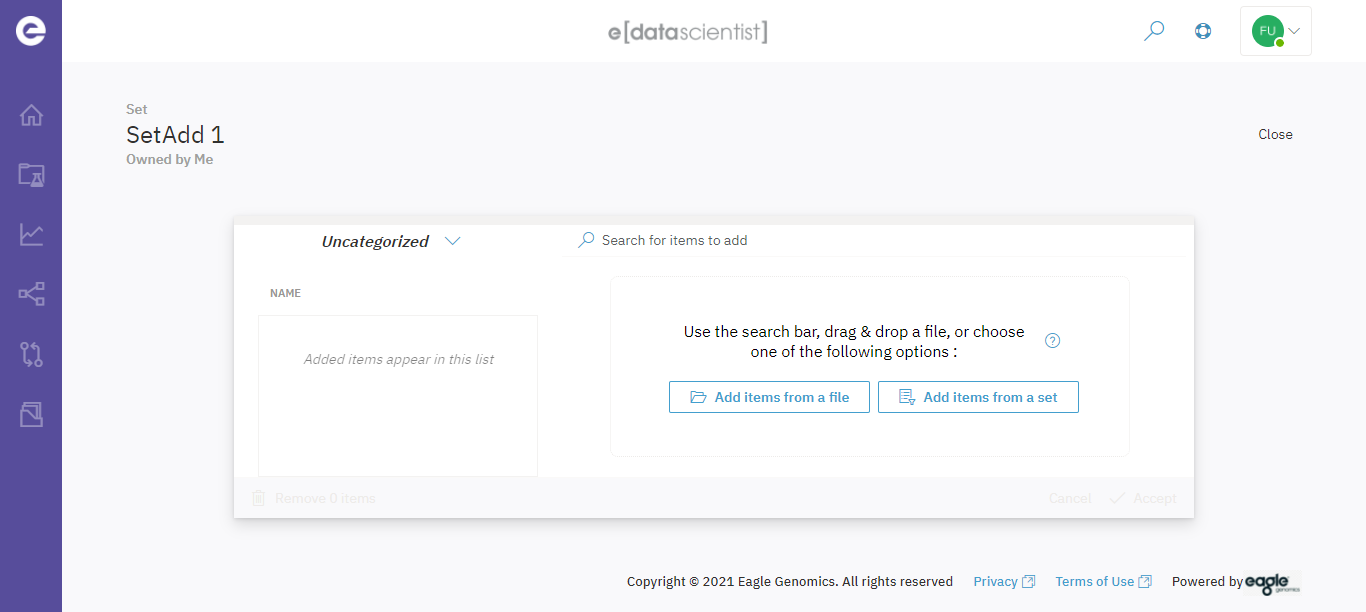 e
e[datascientist]
FU
Set
SetAdd 1
Owned by Me
Close
Uncategorized
Search for items to add
NAME
Added items appear in this list
Use the search bar, drag & drop a file, or choose
one of the following options :
?
Add items from a file
Add items from a set
Remove 0 items
Cancel
Accept
Copyright © 2021 Eagle Genomics. All rights reserved
Privacy
Terms of Use
Powered by eagle
genomics